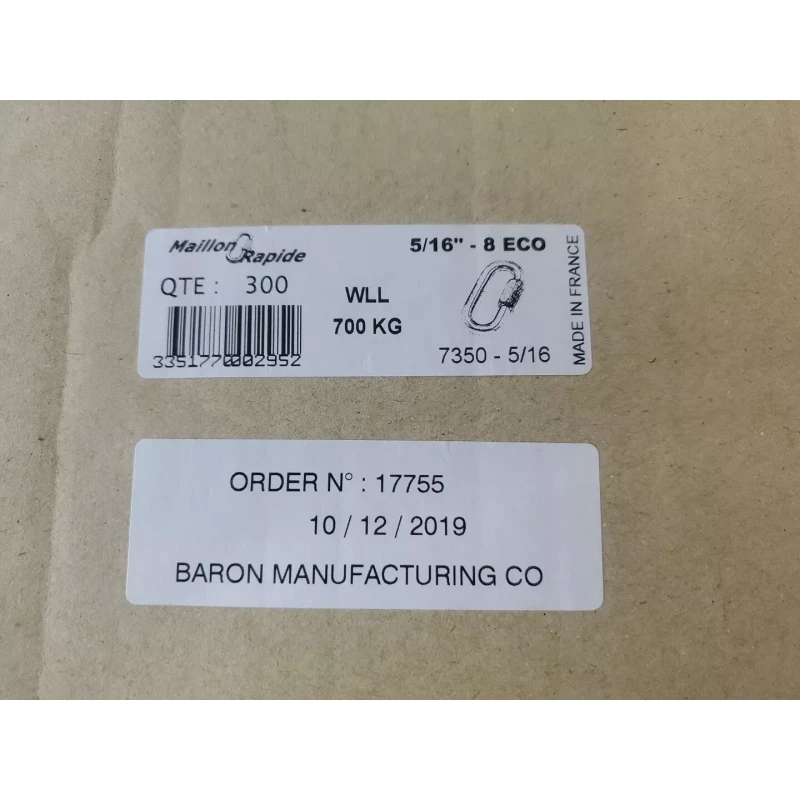 Maillon Rapide
5/16" - 8 ECO
QTE : 300
WLL
700 KG
3351770002952
7350 - 5/16
MADE IN FRANCE
ORDER N° : 17755
10 / 12 / 2019
BARON MANUFACTURING CO